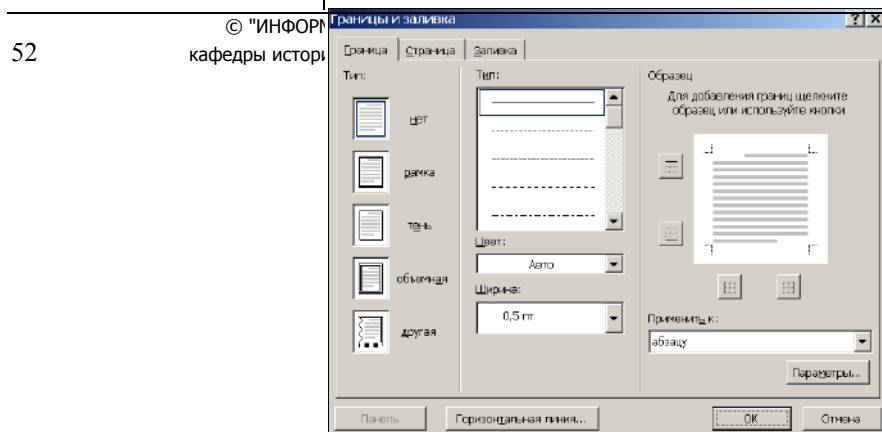 © "ИНФОРМ
52 кафедры истори
Границы и заливка
Граница Страница Заливка
Тип:
нет
рамка
тень
объемная
другая
Тип:
Цвет:
Авто
Ширина:
0,5 пт
Образец
Для добавления границ щелкните
образец или используйте кнопки
Применить к:
абзацу
Параметры...
Панель Горизонтальная линия... ОК Отмена